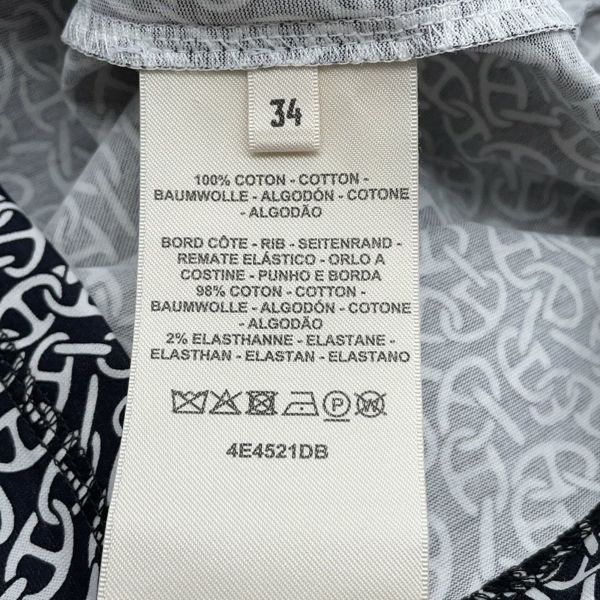 34
100% COTON - COTTON -
BAUMWOLLE - ALGODÓN - COTONE
- ALGODÃO
BORD CÔTE - RIB - SEITENRAND -
REMATE ELÁSTICO - ORLO A
COSTINE - PUNHO E BORDA
98% COTON - COTTON -
BAUMWOLLE - ALGODÓN - COTONE
- ALGODÃO
2% ELASTHANNE - ELASTANE -
ELASTHAN - ELASTAN - ELASTANO
P W
4E4521DB